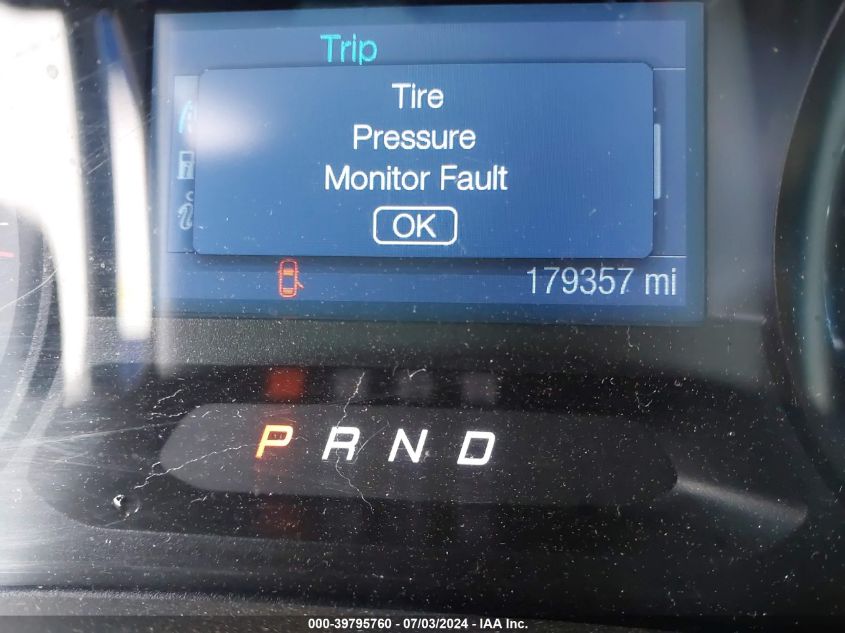 Trip
Tire
Pressure
Monitor Fault
OK
179357 mi
P R N D
000-39795760 - 07/03/2024 - IAA Inc.